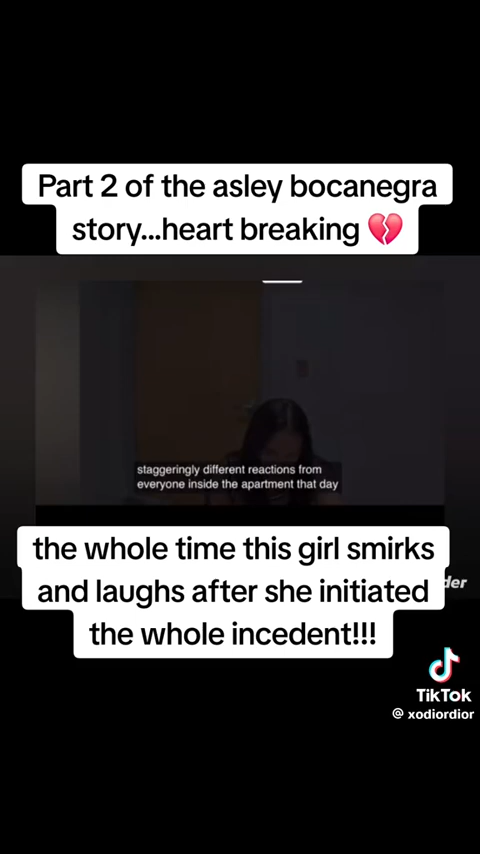 Part 2 of the asley bocanegra
story...heart breaking 💔
staggeringly different reactions from
everyone inside the apartment that day
the whole time this girl smirks
and laughs after she initiated
the whole incedent!!!
der
TikTok
@ xodiordior